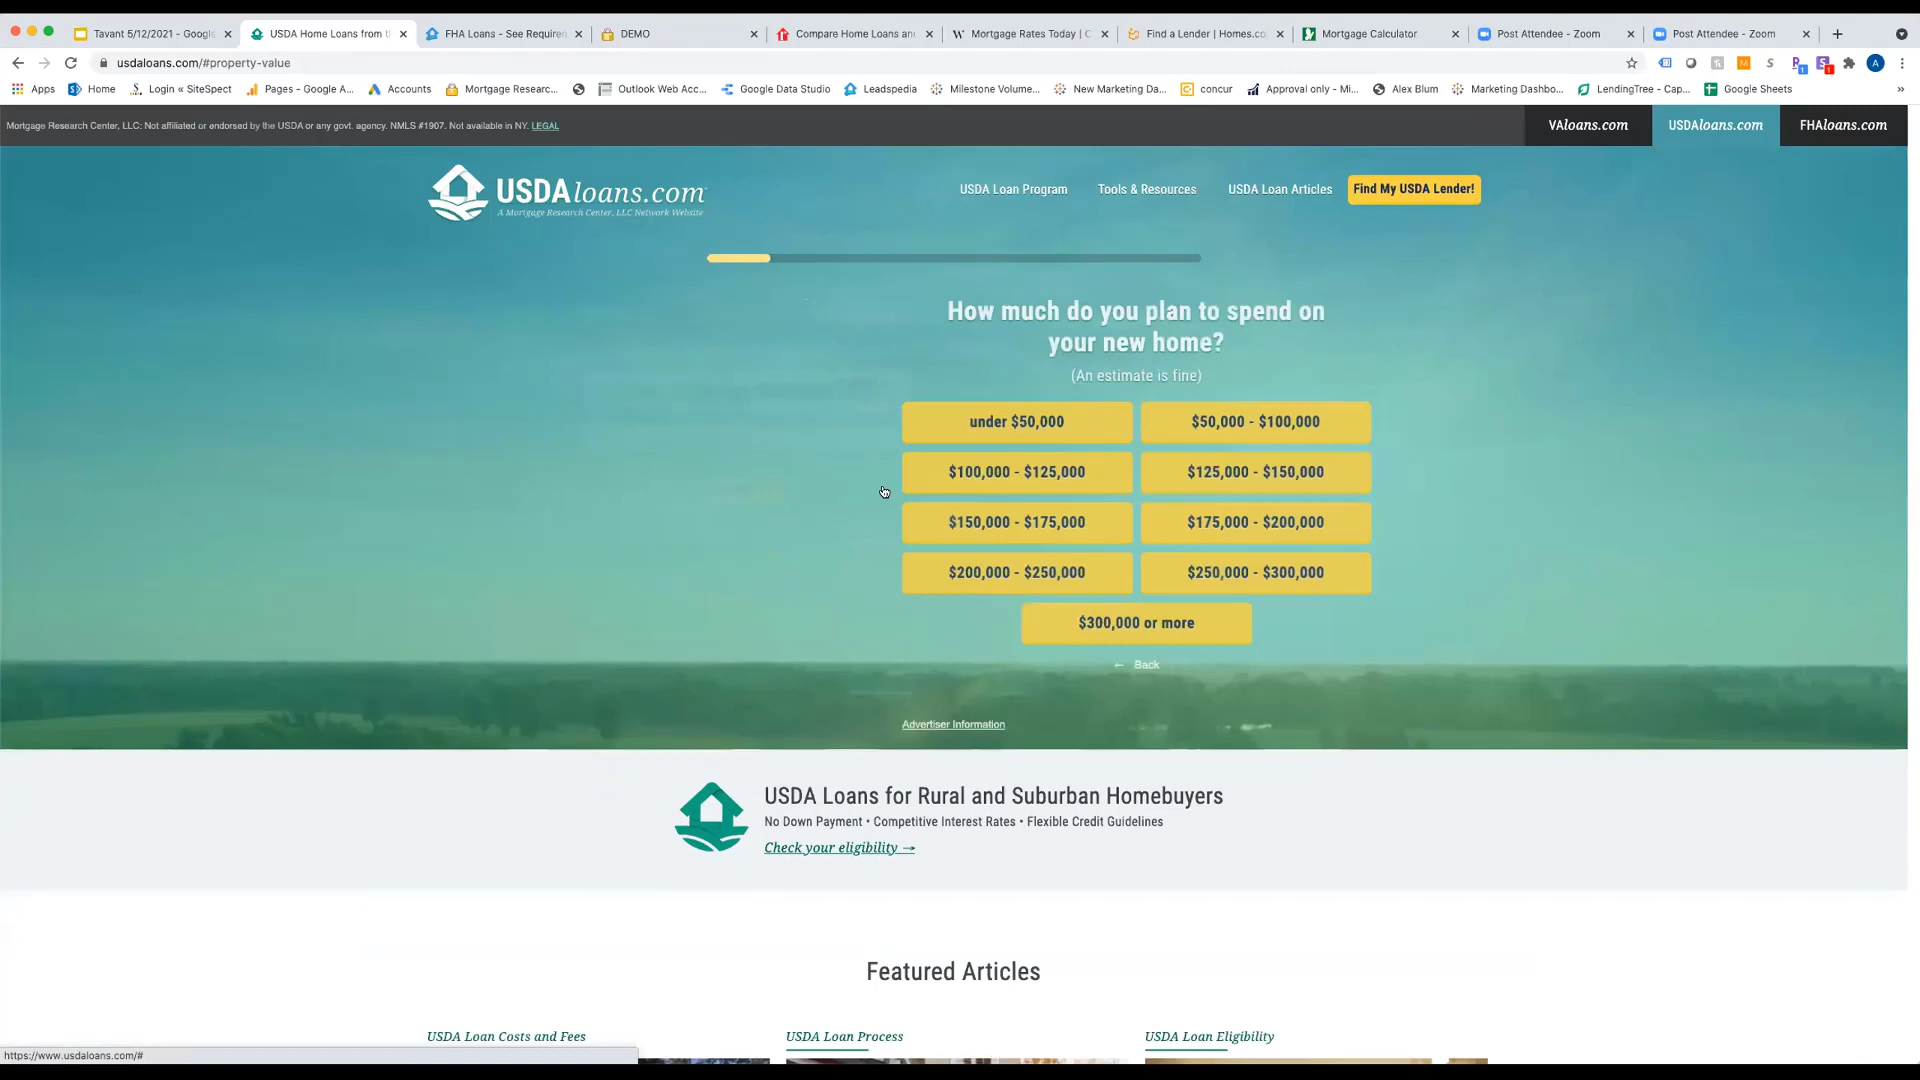 Tavant 5/12/2021 - Google
USDA Home Loans from t
FHA Loans - See Requiren
DEMO
Compare Home Loans and
Mortgage Rates Today | C
Find a Lender | Homes.co
Mortgage Calculator
Post Attendee - Zoom
Post Attendee - Zoom
usdaloans.com/#property-value
Apps
Home
Login « SiteSpect
Pages - Google A...
Accounts
Mortgage Researc...
Outlook Web Acc...
Google Data Studio
Leadspedia
Milestone Volume...
New Marketing Da...
concur
Approval only - Mi...
Alex Blum
Marketing Dashbo...
LendingTree - Cap...
Google Sheets
Mortgage Research Center, LLC: Not affiliated or endorsed by the USDA or any govt. agency. NMLS #1907. Not available in NY. LEGAL
VAloans.com
USDAloans.com
FHAloans.com
USDAloans.com
A Mortgage Research Center, LLC Network Website
USDA Loan Program
Tools & Resources
USDA Loan Articles
Find My USDA Lender!
How much do you plan to spend on
your new home?
(An estimate is fine)
under $50,000
$50,000 - $100,000
$100,000 - $125,000
$125,000 - $150,000
$150,000 - $175,000
$175,000 - $200,000
$200,000 - $250,000
$250,000 - $300,000
$300,000 or more
← Back
Advertiser Information
USDA Loans for Rural and Suburban Homebuyers
No Down Payment • Competitive Interest Rates • Flexible Credit Guidelines
Check your eligibility →
Featured Articles
USDA Loan Costs and Fees
USDA Loan Process
USDA Loan Eligibility
https://www.usdaloans.com/#